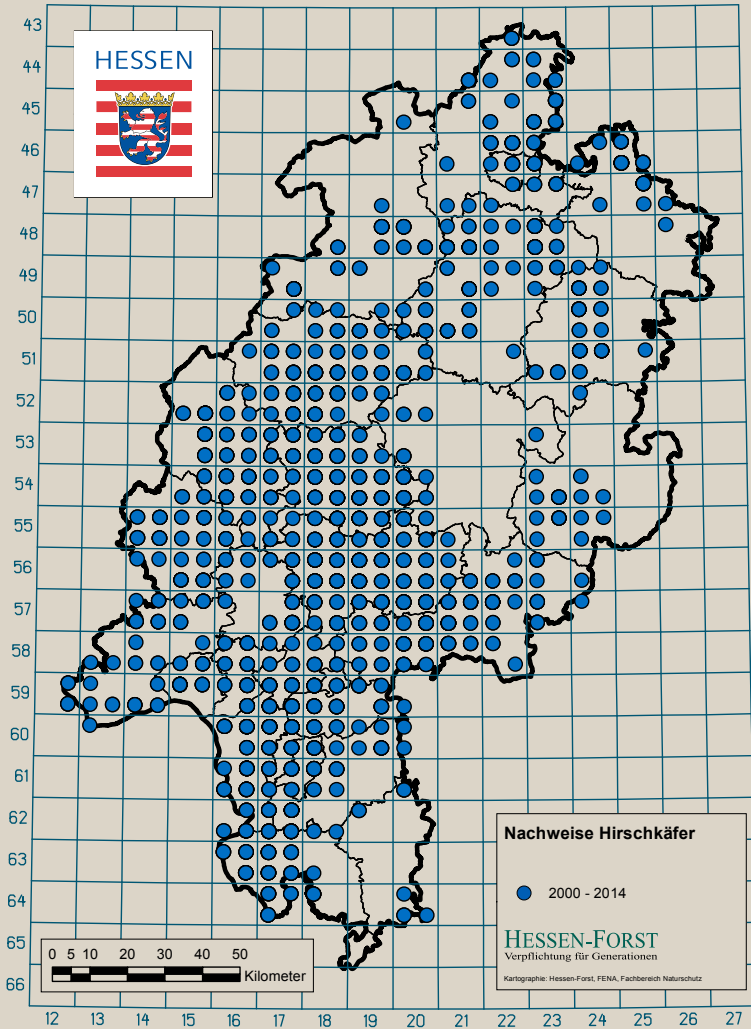 HESSEN
43
44
45
46
47
48
49
50
51
52
53
54
55
56
57
58
59
60
61
62
63
64
65
66
Nachweise Hirschkäfer
2000 - 2014
HESSEN-FORST
Verpflichtung für Generationen
Kartographie: Hessen-Forst, FENA, Fachbereich Naturschutz
0 5 10 20 30 40 50
Kilometer
12 13 14 15 16 17 18 19 20 21 22 23 24 25 26 27